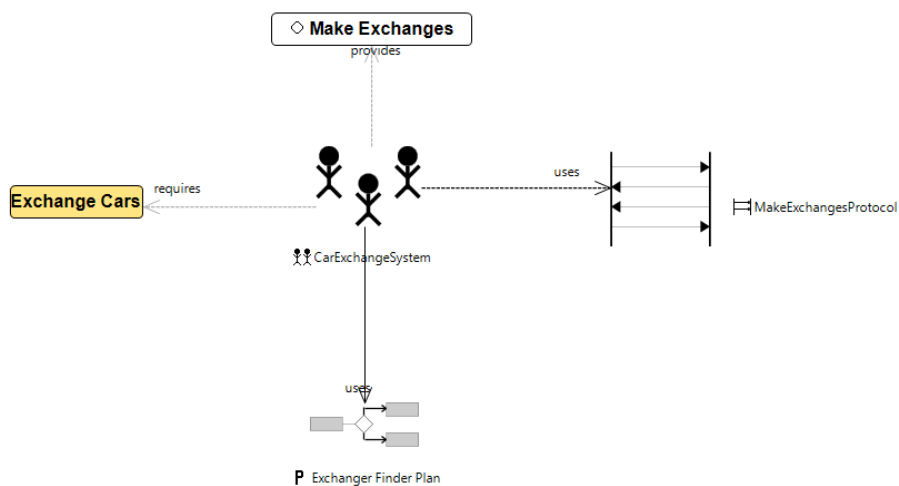 Make Exchanges
provides
Exchange Cars
requires
uses
MakeExchangesProtocol
CarExchangeSystem
uses
P Exchanger Finder Plan